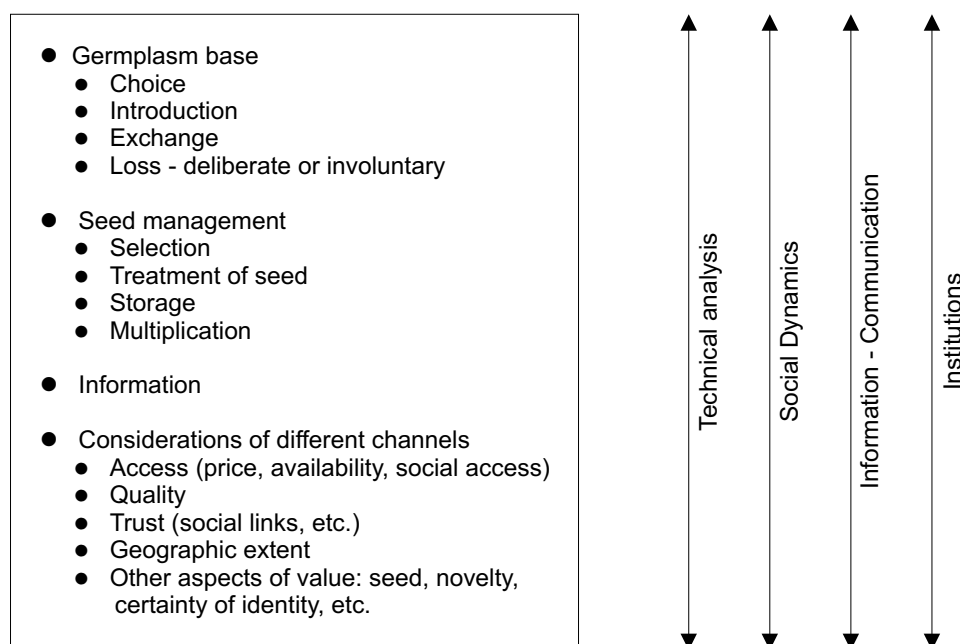 ● Germplasm base
● Choice
● Introduction
● Exchange
● Loss - deliberate or involuntary
● Seed management
● Selection
● Treatment of seed
● Storage
● Multiplication
● Information
● Considerations of different channels
● Access (price, availability, social access)
● Quality
● Trust (social links, etc.)
● Geographic extent
● Other aspects of value: seed, novelty,
certainty of identity, etc.
Technical analysis
Social Dynamics
Information - Communication
Institutions